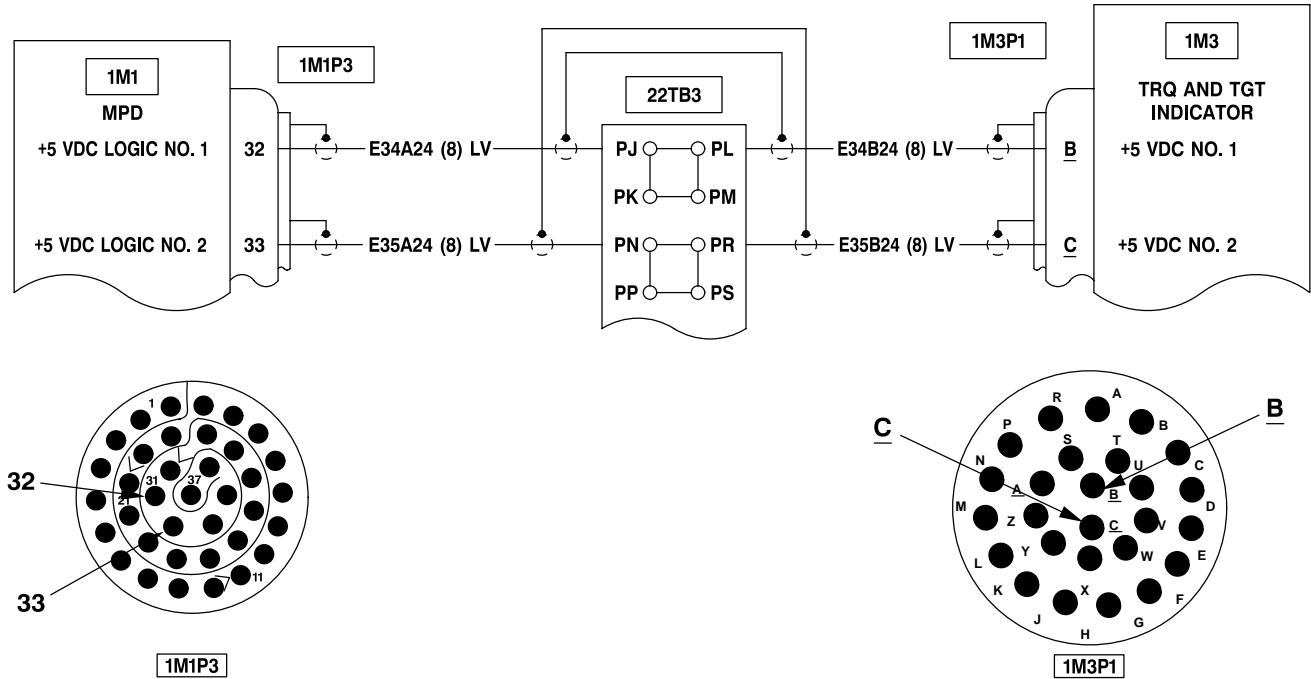 1M1
MPD
1M1P3
22TB3
1M3P1
1M3
TRQ AND TGT
INDICATOR
+5 VDC LOGIC NO. 1 32 E34A24 (8) LV PJ PL E34B24 (8) LV B +5 VDC NO. 1
PK PM
+5 VDC LOGIC NO. 2 33 E35A24 (8) LV PN PR E35B24 (8) LV C +5 VDC NO. 2
PP PS
1
31
37
21
11
32
33
1M1P3
C
B
R
A
B
P
S
T
C
N
U
A
B
D
M
Z
C
V
L
Y
W
E
K
X
F
J
G
H
1M3P1